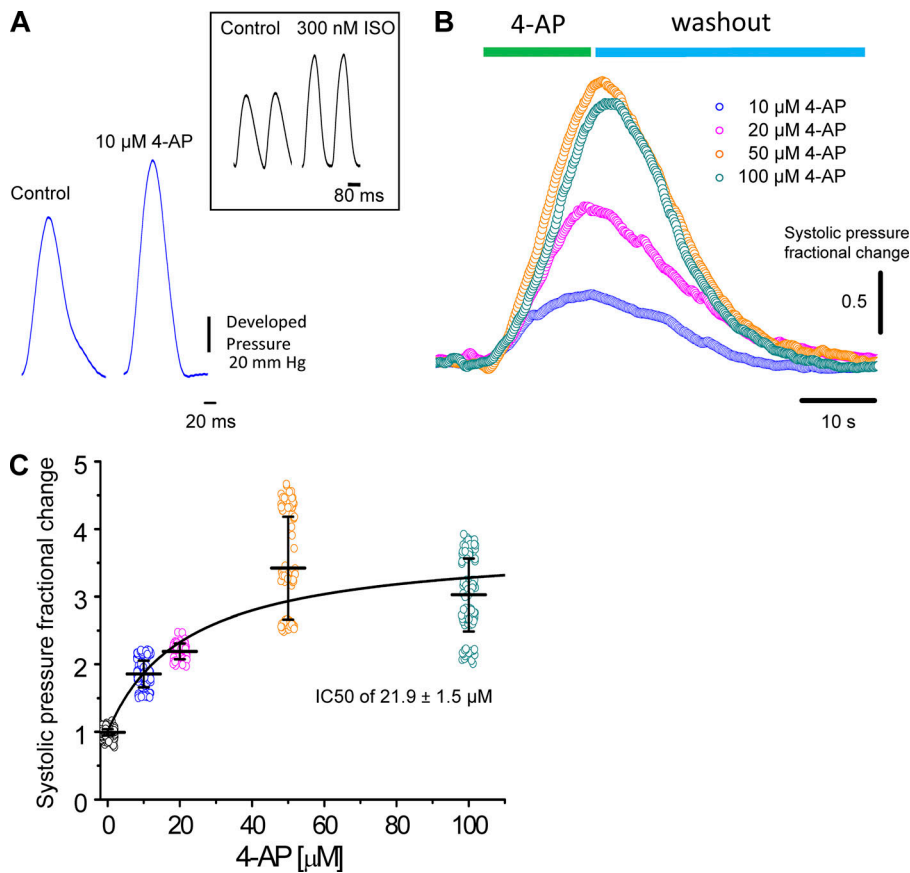 A
Control 300 nM ISO
80 ms
10 µM 4-AP
Control
Developed
Pressure
20 mm Hg
20 ms
B
4-AP washout
10 µM 4-AP
20 µM 4-AP
50 µM 4-AP
100 µM 4-AP
Systolic pressure
fractional change
0.5
10 s
C
Systolic pressure fractional change
5
4
3
2
1
0
IC50 of 21.9 ± 1.5 µM
0 20 40 60 80 100
4-AP [µM]